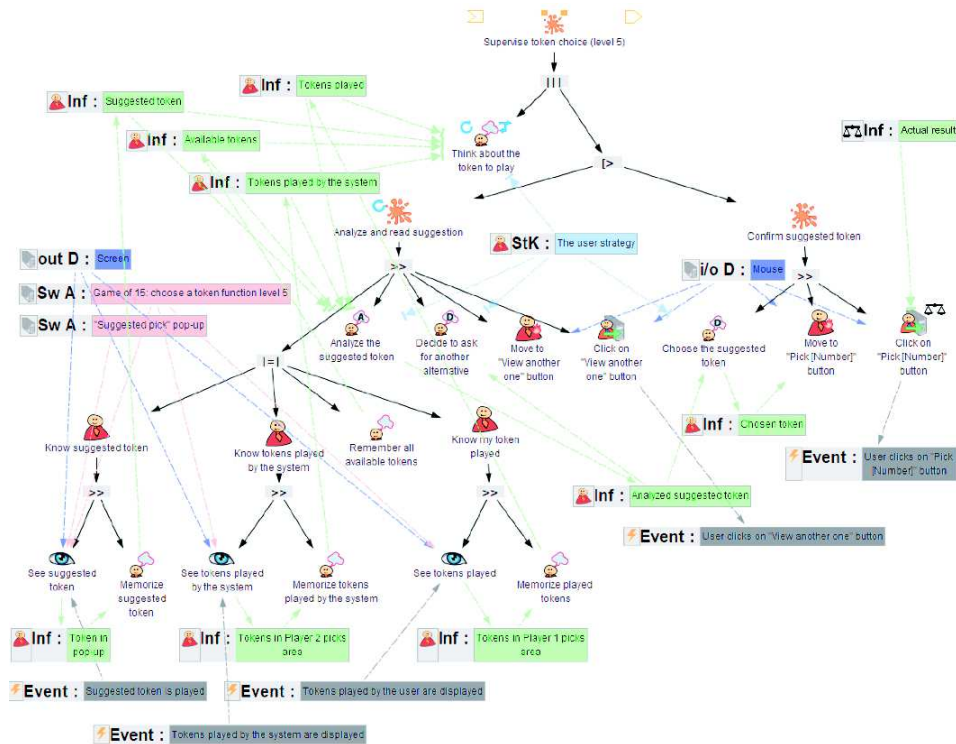 Supervise token choice (level 5)
|||
Inf : Tokens played
Inf : Suggested token
Inf : Available tokens
Inf : Actual result
Think about the
token to play
[>
Inf : Tokens played by the system
Analyze and read suggestion
StK : The user strategy
Confirm suggested token
out D : Screen
>>
i/o D : Mouse
>>
Sw A : Game of 15: choose a token function level 5
Sw A : "Suggested pick" pop-up
A
Analyze the
suggested token
D
Decide to ask
for another
alternative
Move to
"View another
one" button
Click on
"View another
one" button
D
Choose the suggested
token
Move to
"Pick [Number]"
button
Click on
"Pick [Number]"
button
|=|
Know suggested token
Know tokens played
by the system
Remember all
available tokens
Know my token
played
Inf : Chosen token
Event : User clicks on "Pick
[Number]" button
>>
>>
>>
Inf : Analyzed suggested token
Event : User clicks on "View another one" button
See suggested
token
Memorize
suggested token
See tokens played
by the system
Memorize tokens
played by the system
See tokens played
Memorize played
tokens
Inf : Token in
pop-up
Inf : Tokens in Player 2 picks
area
Inf : Tokens in Player 1 picks
area
Event : Suggested token is played
Event : Tokens played by the user are displayed
Event : Tokens played by the system are displayed